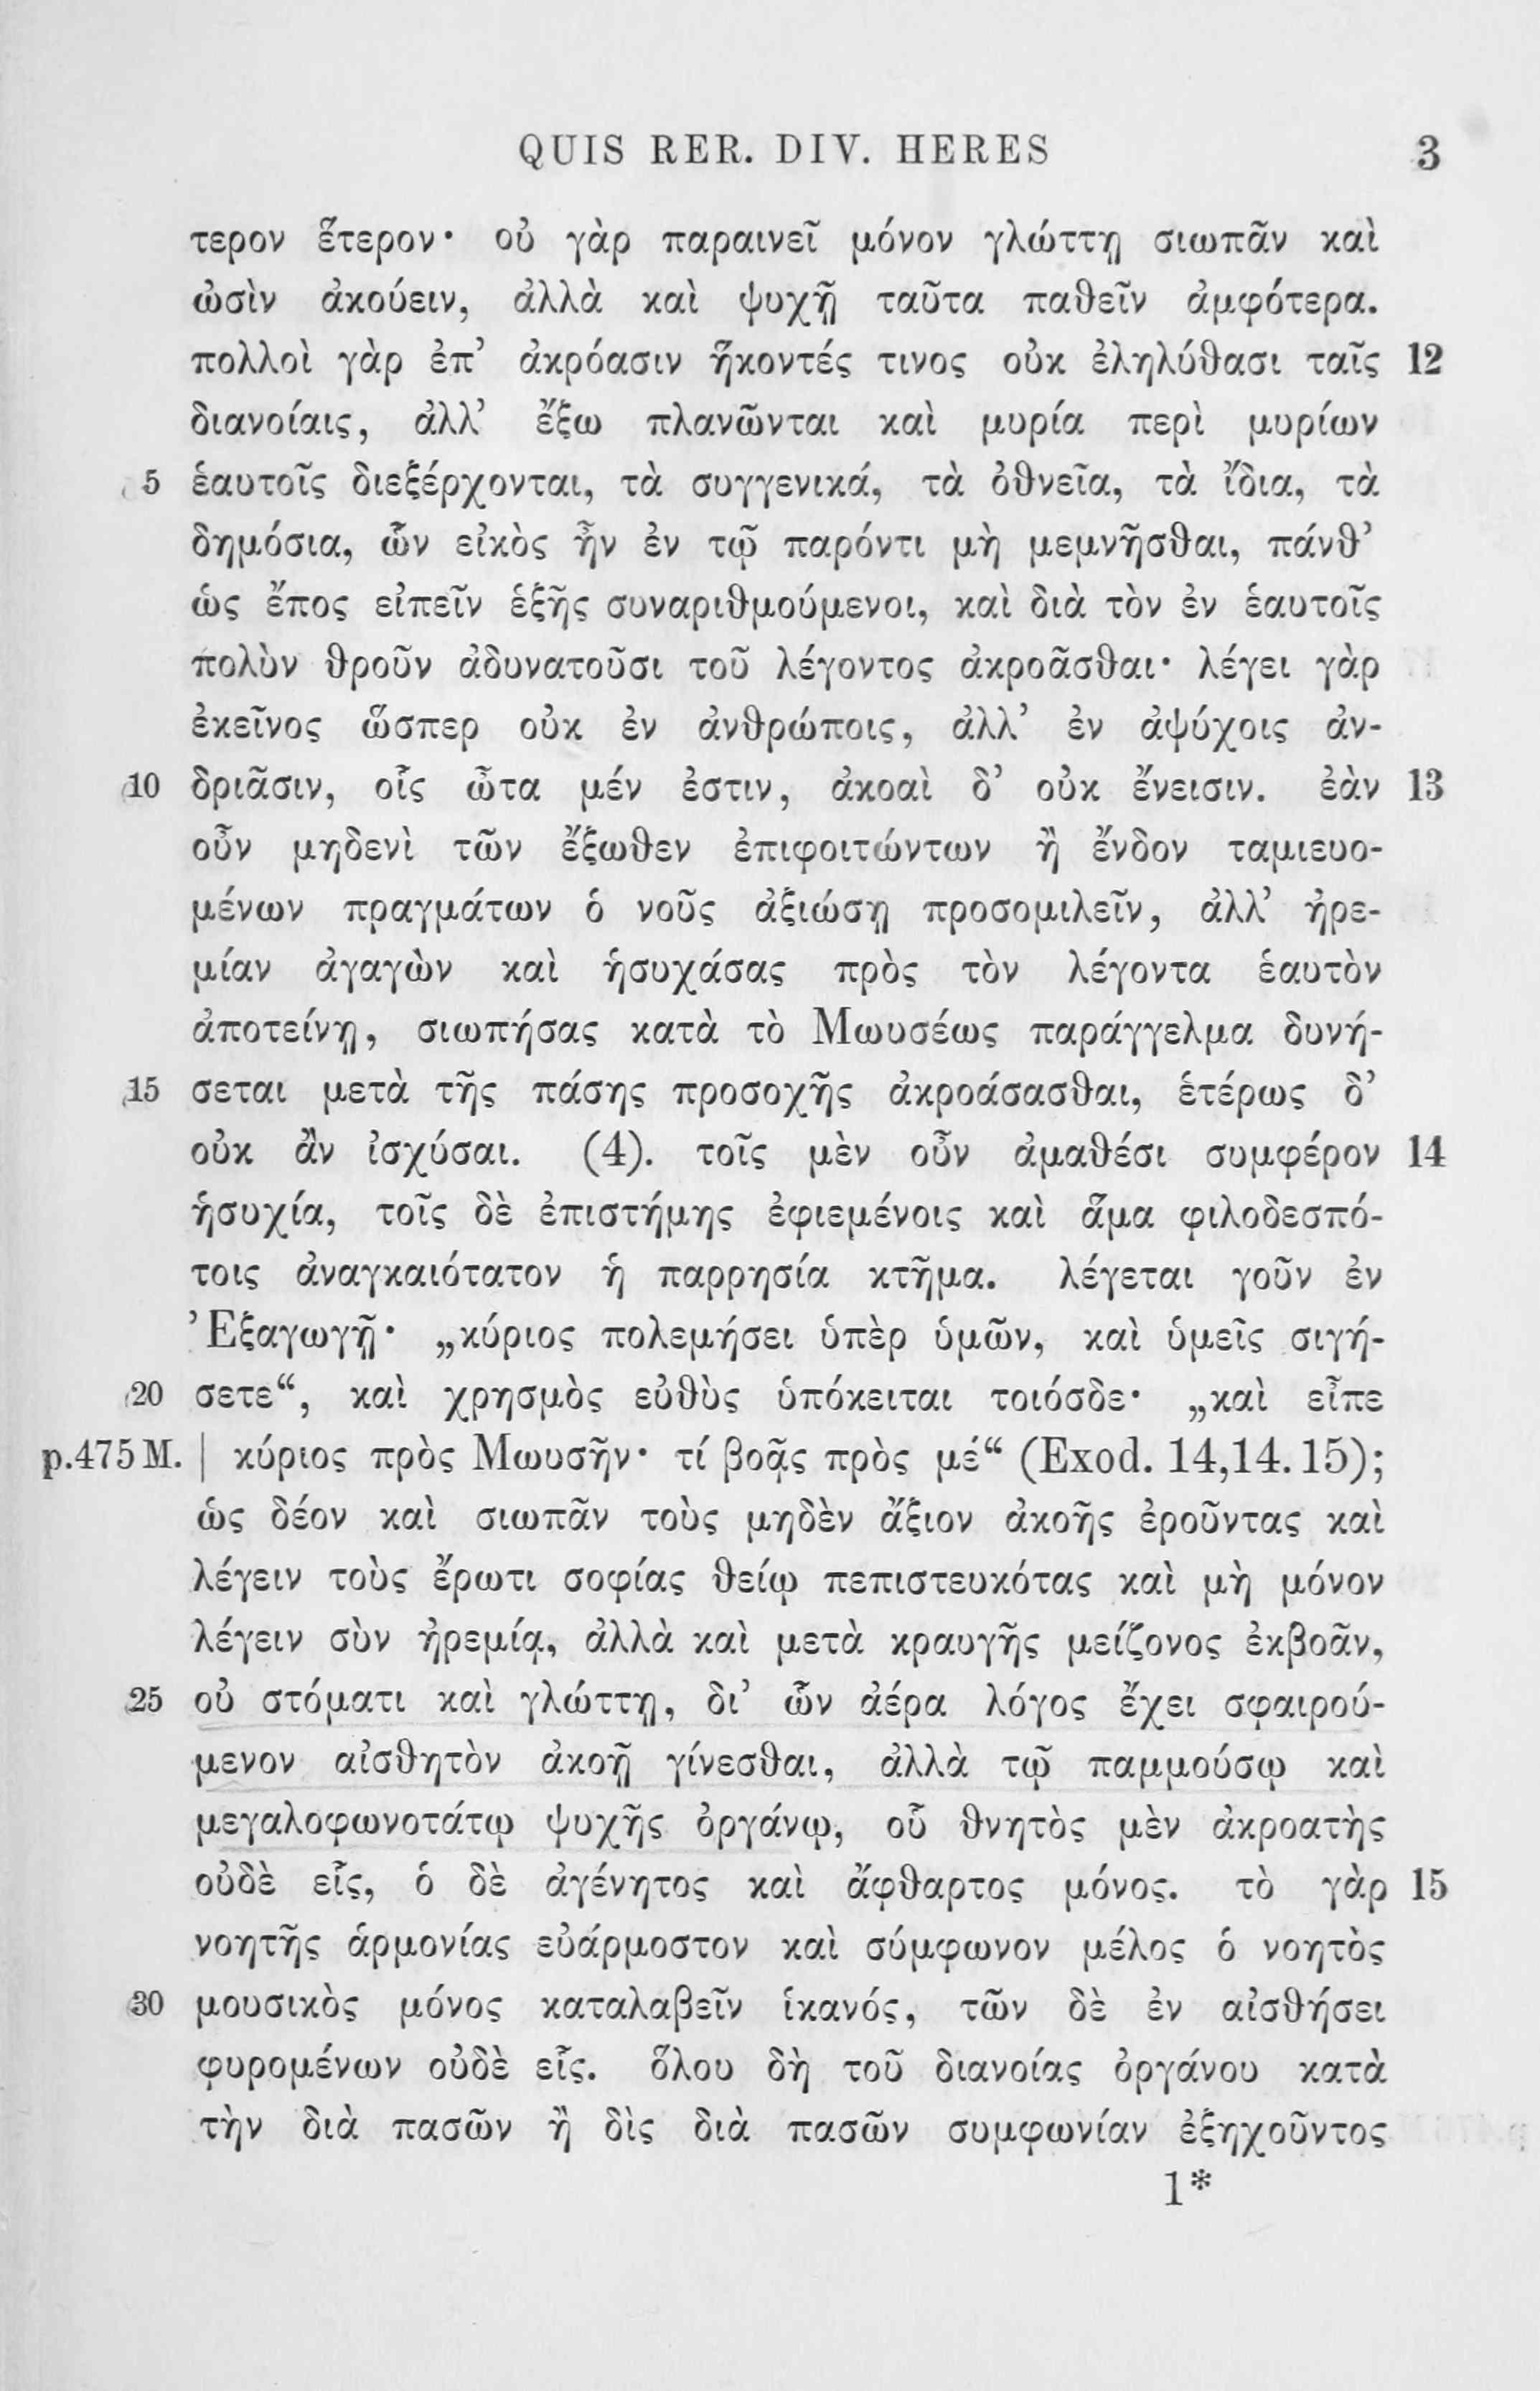 QUIS RER. DIV. HERES 3
τερον ἕτερον· οὐ γὰρ παραινεῖ μόνον γλώττῃ σιωπᾶν καὶ
ὠσὶν ἀκούειν, ἀλλὰ καὶ ψυχῇ ταῦτα παθεῖν ἀμφότερα.
πολλοὶ γὰρ ἐπ’ ἀκρόασιν ἥκοντές τινος οὐκ ἐληλύθασι ταῖς 12
διανοίαις, ἀλλ’ ἔξω πλανῶνται καὶ μυρία περὶ μυρίων
5 ἑαυτοῖς διεξέρχονται, τὰ συγγενικά, τὰ ὀθνεῖα, τὰ ἴδια, τὰ
δημόσια, ὧν εἰκὸς ἦν ἐν τῷ παρόντι μὴ μεμνῆσθαι, πάνθ’
ὡς ἔπος εἰπεῖν ἑξῆς συναριθμούμενοι, καὶ διὰ τὸν ἐν ἑαυτοῖς
πολὺν θροῦν ἀδυνατοῦσι τοῦ λέγοντος ἀκροᾶσθαι· λέγει γὰρ
ἐκεῖνος ὥσπερ οὐκ ἐν ἀνθρώποις, ἀλλ’ ἐν ἀψύχοις ἀν-
10 δριᾶσιν, οἷς ὦτα μέν ἐστιν, ἀκοαὶ δ’ οὐκ ἔνεισιν. ἐὰν 13
οὖν μηδενὶ τῶν ἔξωθεν ἐπιφοιτώντων ἢ ἔνδον ταμιευο-
μένων πραγμάτων ὁ νοῦς ἀξιώσῃ προσομιλεῖν, ἀλλ’ ἠρε-
μίαν ἀγαγὼν καὶ ἡσυχάσας πρὸς τὸν λέγοντα ἑαυτὸν
ἀποτείνῃ, σιωπήσας κατὰ τὸ Μωυσέως παράγγελμα δυνή-
15 σεται μετὰ τῆς πάσης προσοχῆς ἀκροάσασθαι, ἑτέρως δ’
οὐκ ἂν ἰσχύσαι. (4). τοῖς μὲν οὖν ἀμαθέσι συμφέρον 14
ἡσυχία, τοῖς δὲ ἐπιστήμης ἐφιεμένοις καὶ ἅμα φιλοδεσπό-
τοις ἀναγκαιότατον ἡ παρρησία κτῆμα. λέγεται γοῦν ἐν
Ἐξαγωγῇ· „κύριος πολεμήσει ὑπὲρ ὑμῶν, καὶ ὑμεῖς σιγή-
20 σετε“, καὶ χρησμὸς εὐθὺς ὑπόκειται τοιόσδε· „καὶ εἶπε
p.475 M. | κύριος πρὸς Μωυσῆν· τί βοᾷς πρὸς μέ“ (Exod. 14,14. 15);
ὡς δέον καὶ σιωπᾶν τοὺς μηδὲν ἄξιον ἀκοῆς ἐροῦντας καὶ
λέγειν τοὺς ἔρωτι σοφίας θείῳ πεπιστευκότας καὶ μὴ μόνον
λέγειν σὺν ἠρεμίᾳ, ἀλλὰ καὶ μετὰ κραυγῆς μείζονος ἐκβοᾶν,
25 οὐ στόματι καὶ γλώττῃ, δι’ ὧν ἀέρα λόγος ἔχει σφαιρού-
μενον αἰσθητὸν ἀκοῇ γίνεσθαι, ἀλλὰ τῷ παμμούσῳ καὶ
μεγαλοφωνοτάτῳ ψυχῆς ὀργάνῳ, οὗ θνητὸς μὲν ἀκροατὴς
οὐδὲ εἷς, ὁ δὲ ἀγένητος καὶ ἄφθαρτος μόνος. τὸ γὰρ 15
νοητῆς ἁρμονίας εὐάρμοστον καὶ σύμφωνον μέλος ὁ νοητὸς
30 μουσικὸς μόνος καταλαβεῖν ἱκανός, τῶν δὲ ἐν αἰσθήσει
φυρομένων οὐδὲ εἷς. ὅλου δὴ τοῦ διανοίας ὀργάνου κατὰ
τὴν διὰ πασῶν ἢ δὶς διὰ πασῶν συμφωνίαν ἐξηχοῦντος
1*